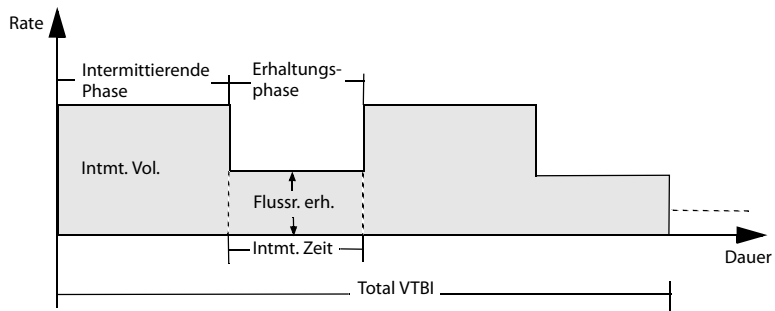 Rate
Intermittierende
Phase
Erhaltungs-
phase
Intmt. Vol.
Flussr. erh.
Intmt. Zeit
Dauer
Total VTBI